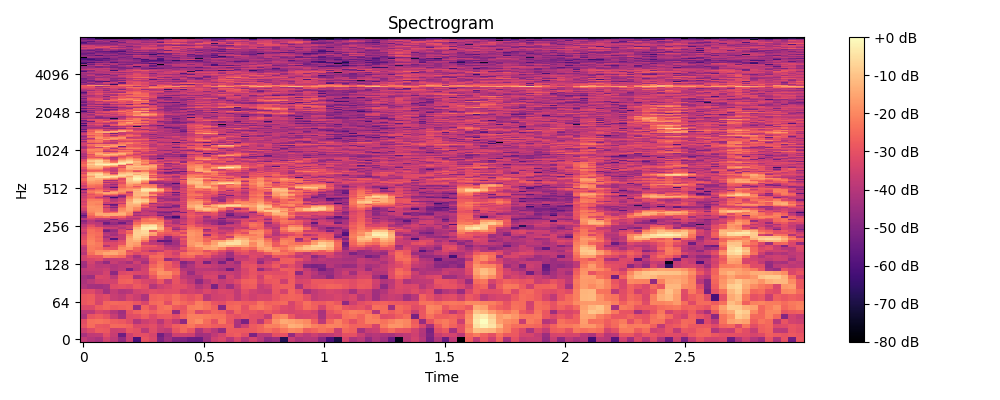 Spectrogram
+0 dB
4096
-10 dB
2048
-20 dB
1024
-30 dB
Hz
512
-40 dB
256
-50 dB
128
-60 dB
64
-70 dB
0
-80 dB
0 0.5 1 1.5 2 2.5
Time